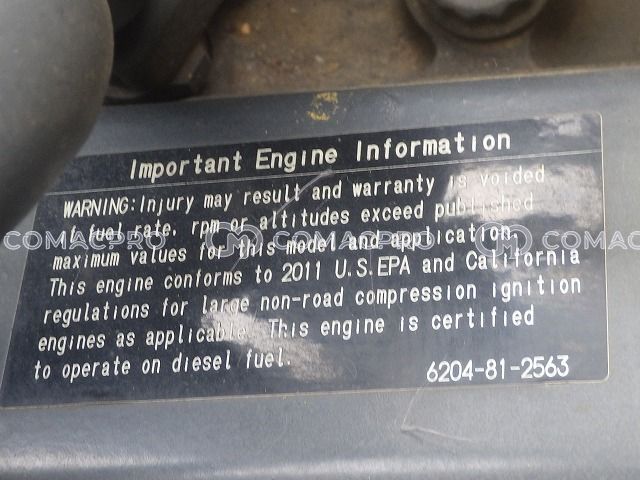 Important Engine Information
WARNING:Injury may result and warranty is voided
if fuel rate, rpm or altitudes exceed published
maximum values for this model and application.
This engine conforms to 2011 U.S.EPA and California
regulations for large non-road compression ignition
engines as applicable. This engine is certified
to operate on diesel fuel.
6204-81-2563
COMACPRO
COMACPRO
COMACPRO